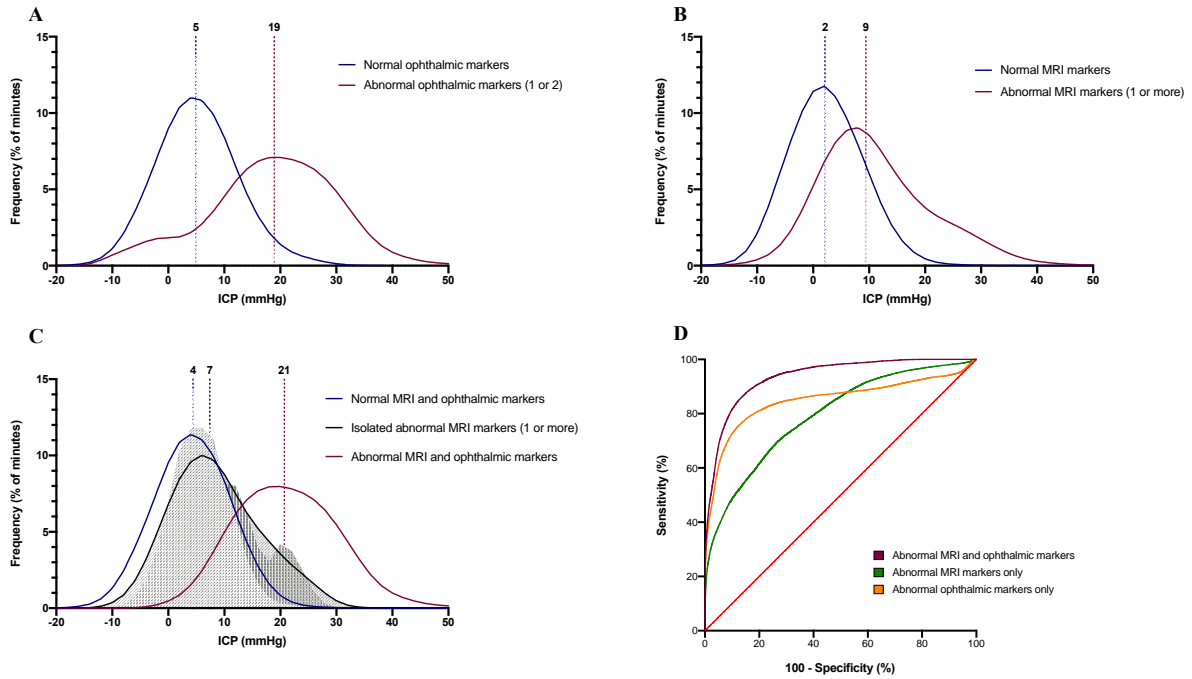 A
5 19
15
10
5
0
-20 -10 0 10 20 30 40 50
Frequency (% of minutes)
ICP (mmHg)
Normal ophthalmic markers
Abnormal ophthalmic markers (1 or 2)
B
2 9
15
10
5
0
-20 -10 0 10 20 30 40 50
Frequency (% of minutes)
ICP (mmHg)
Normal MRI markers
Abnormal MRI markers (1 or more)
C
4 7 21
15
10
5
0
-20 -10 0 10 20 30 40 50
Frequency (% of minutes)
ICP (mmHg)
Normal MRI and ophthalmic markers
Isolated abnormal MRI markers (1 or more)
Abnormal MRI and ophthalmic markers
D
100
80
60
40
20
0
0 20 40 60 80 100
Sensitivity (%)
100 - Specificity (%)
Abnormal MRI and ophthalmic markers
Abnormal MRI markers only
Abnormal ophthalmic markers only